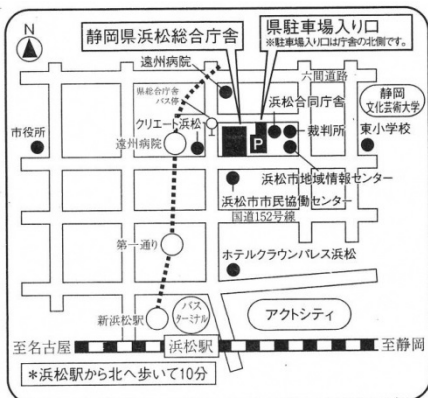 N
静岡県浜松総合庁舎
県駐車場入り口
※駐車場入り口は庁舎の北側です。
遠州病院
六間道路
県総合庁舎
バス停
浜松合同庁舎
静岡
文化芸術大学
市役所
クリエート浜松
裁判所
東小学校
遠州病院
P
浜松市地域情報センター
浜松市市民協働センター
国道152号線
第一通り
ホテルクラウンパレス浜松
新浜松駅
バス
ターミナル
アクトシティ
至名古屋
浜松駅
至静岡
*浜松駅から北へ歩いて10分